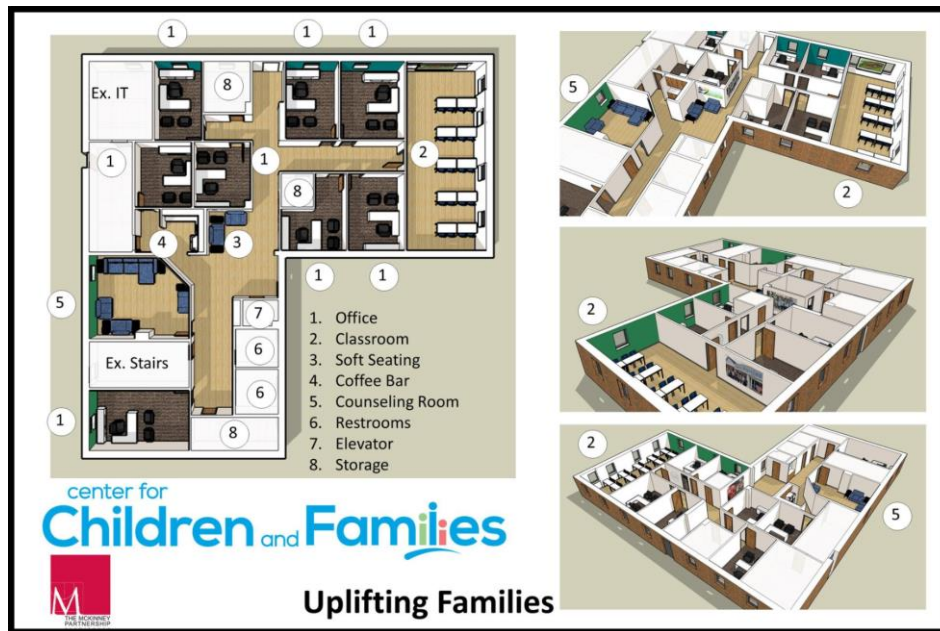 1
1
1
Ex. IT
8
1
1
2
8
4
3
1
1
5
7
6
Ex. Stairs
6
1
8
1. Office
2. Classroom
3. Soft Seating
4. Coffee Bar
5. Counseling Room
6. Restrooms
7. Elevator
8. Storage
5
2
2
2
5
center for
Children and Families
M
THE MCKINNEY
PARTNERSHIP
Uplifting Families